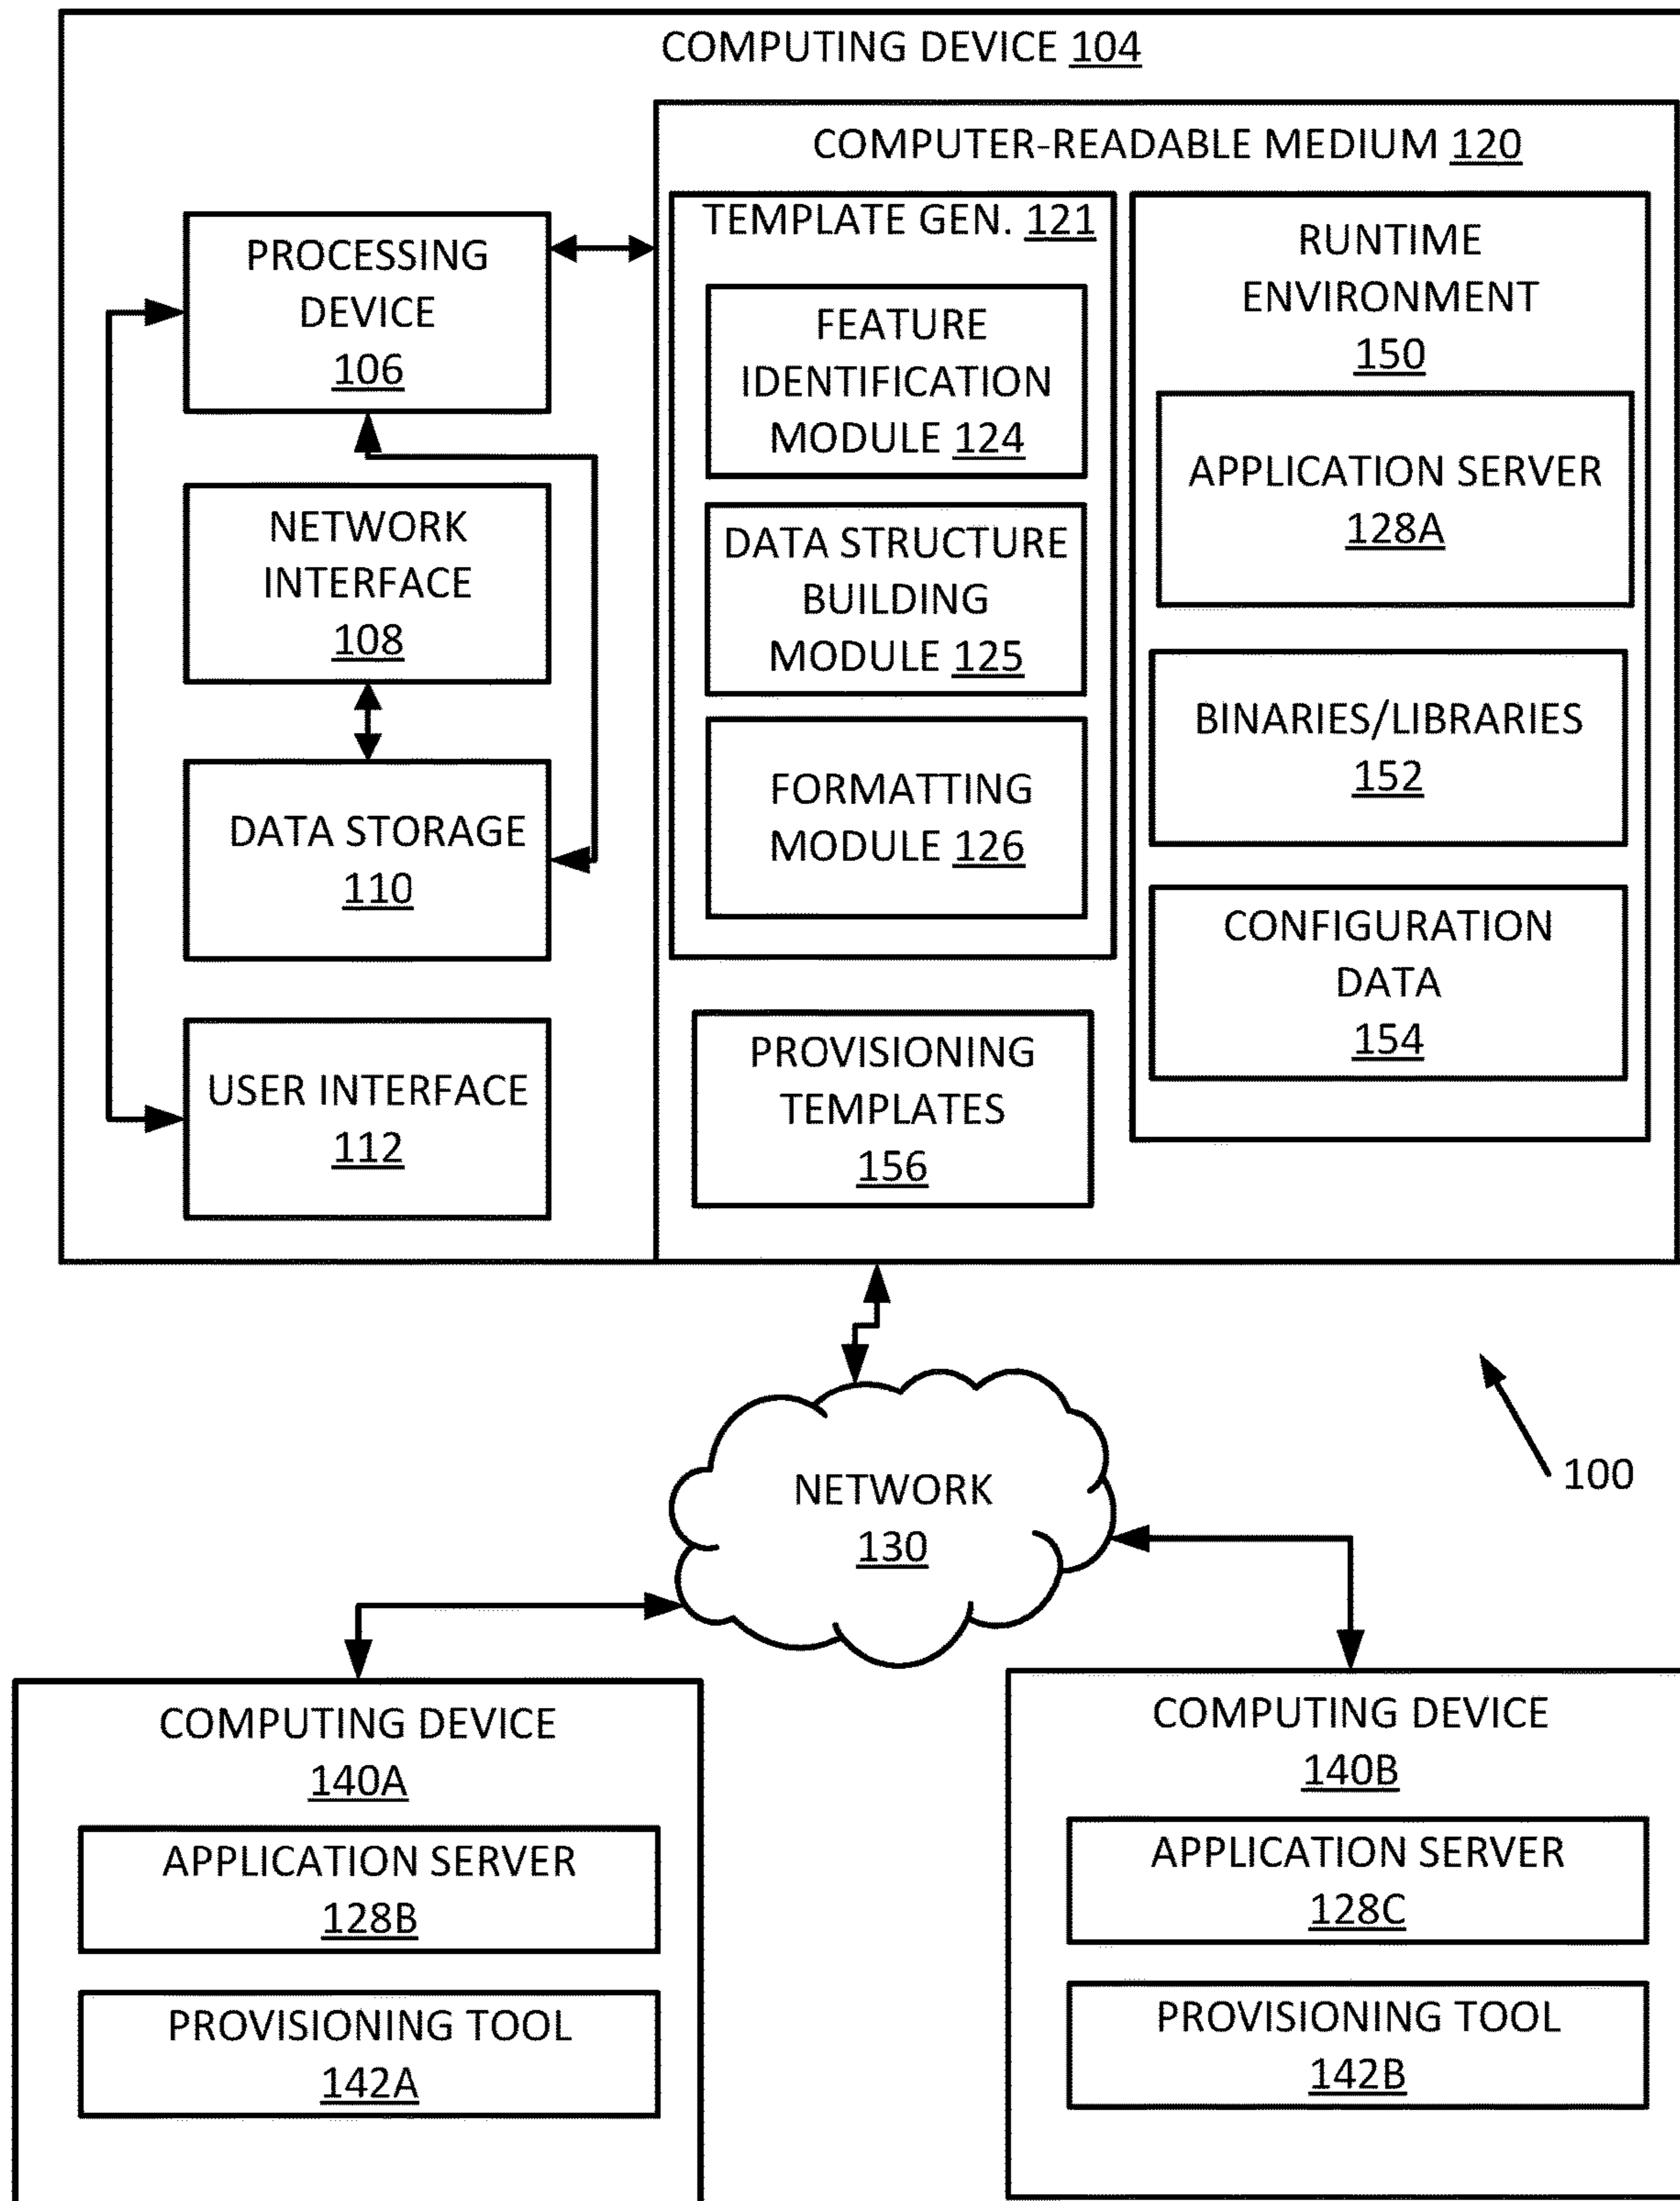 COMPUTING DEVICE 104
COMPUTER-READABLE MEDIUM 120
PROCESSING
DEVICE
106
NETWORK
INTERFACE
108
DATA STORAGE
110
USER INTERFACE
112
TEMPLATE GEN. 121
FEATURE
IDENTIFICATION
MODULE 124
DATA STRUCTURE
BUILDING
MODULE 125
FORMATTING
MODULE 126
PROVISIONING
TEMPLATES
156
RUNTIME
ENVIRONMENT
150
APPLICATION SERVER
128A
BINARIES/LIBRARIES
152
CONFIGURATION
DATA
154
100
NETWORK
130
COMPUTING DEVICE
140A
APPLICATION SERVER
128B
PROVISIONING TOOL
142A
COMPUTING DEVICE
140B
APPLICATION SERVER
128C
PROVISIONING TOOL
142B